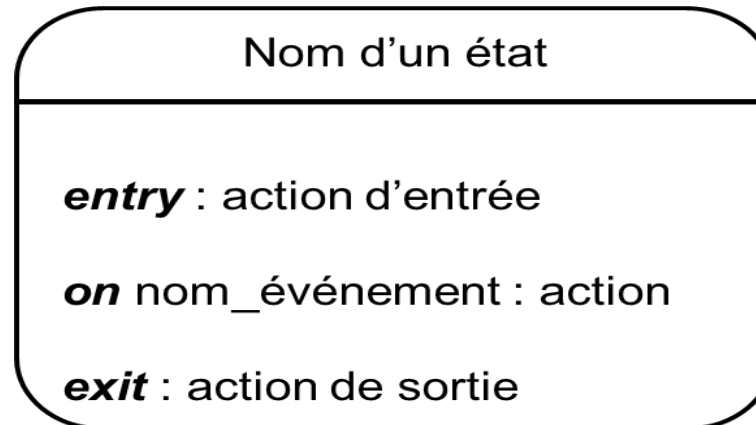 Nom d’un état
entry : action d’entrée
on nom_événement : action
exit : action de sortie